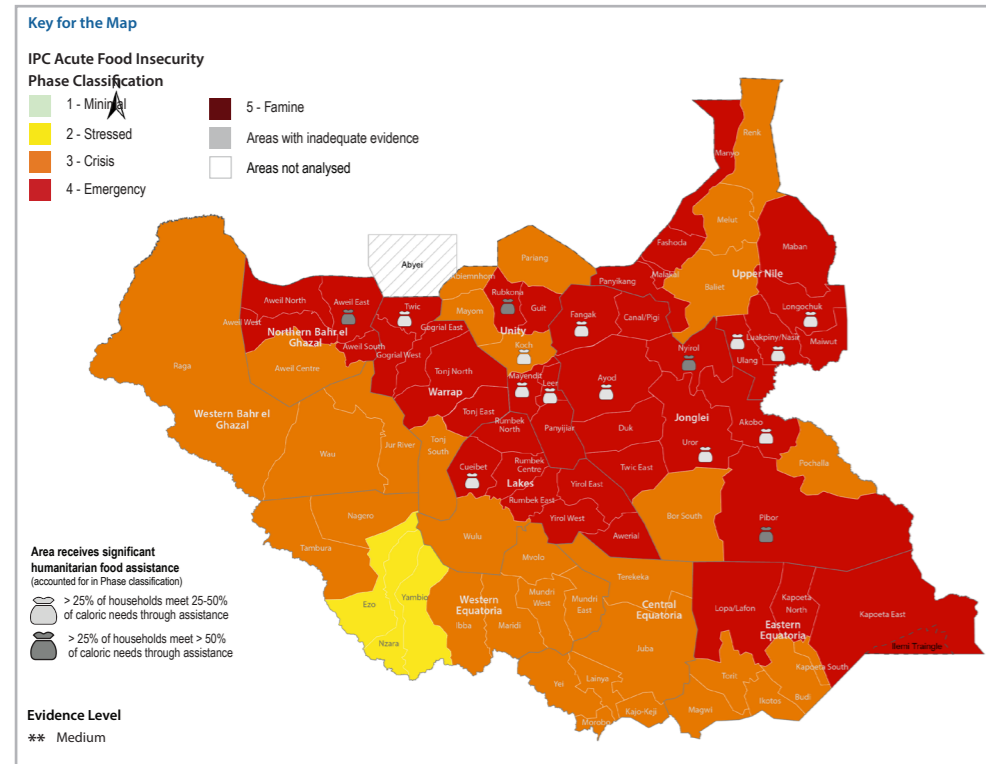 Key for the Map
IPC Acute Food Insecurity
Phase Classification
N
1 - Minimal
2 - Stressed
3 - Crisis
4 - Emergency
5 - Famine
Areas with inadequate evidence
Areas not analysed
Renk
Manyo
Melut
Maban
Fashoda
Abyei
Pariang
Abiemnhom
Panyikang
Malakal
Upper Nile
Baliet
Rubkona
Guit
Aweil North
Aweil East
Twic
Mayom
Fangak
Canal/Pigi
Longochuk
Aweil West
Northern Bahr el
Ghazal
Gogrial East
Unity
Luakpiny/Nasir
Maiwut
Aweil South
Gogrial West
Koch
Nyirol
Ulang
Raga
Aweil Centre
Tonj North
Mayendit
Leer
Ayod
Warrap
Western Bahr el
Ghazal
Tonj East
Rumbek
North
Panyijiar
Duk
Jonglei
Akobo
Wau
Jur River
Tonj
South
Uror
Cueibet
Rumbek
Centre
Twic East
Pochalla
Lakes
Yirol East
Rumbek East
Yirol West
Bor South
Pibor
Nagero
Wulu
Awerial
Tambura
Mvolo
Terekeka
Ezo
Yambio
Western
Equatoria
Mundri
West
Mundri
East
Central
Equatoria
Lopa/Lafon
Kapoeta
North
Kapoeta East
Ibba
Maridi
Eastern
Equatoria
Nzara
Juba
Ilemi Traingle
Kapoeta South
Yei
Lainya
Torit
Budi
Ikotos
Magwi
Kajo-Keji
Morobo
Area receives significant
humanitarian food assistance
(accounted for in Phase classification)
> 25% of households meet 25-50%
of caloric needs through assistance
> 25% of households meet > 50%
of caloric needs through assistance
Evidence Level
** Medium